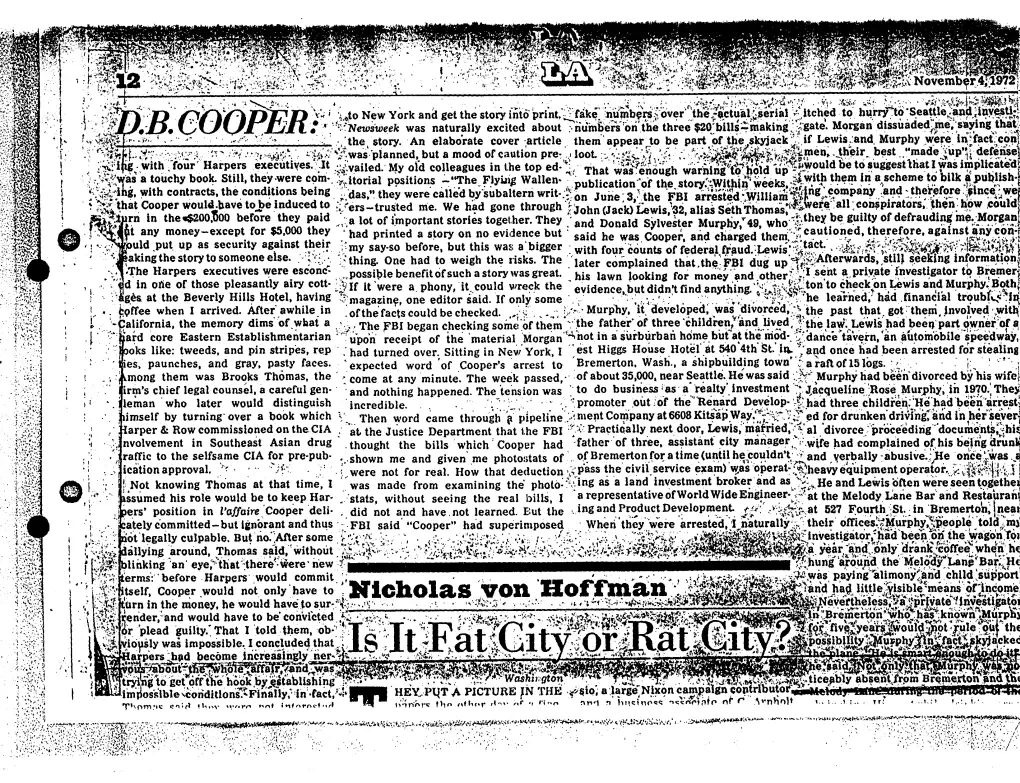 12
LA
November 4, 1972
D.B. COOPER:
ing with four Harpers executives. It
was a touchy book. Still, they were com-
ing, with contracts, the conditions being
that Cooper would have to be induced to
turn in the $200,000 before they paid
any money—except for $5,000 they
would put up as security against their
taking the story to someone else.
The Harpers executives were esconc-
ed in one of those pleasantly airy cott-
ages at the Beverly Hills Hotel, having
coffee when I arrived. After awhile in
California, the memory dims of what a
hard core Eastern Establishmentarian
looks like: tweeds, and pin stripes, rep
ties, paunches, and gray, pasty faces.
Among them was Brooks Thomas, the
firm's chief legal counsel, a careful gen-
tleman who later would distinguish
himself by turning over a book which
Harper & Row commissioned on the CIA
involvement in Southeast Asian drug
traffic to the selfsame CIA for pre-pub-
ication approval.
Not knowing Thomas at that time, I
assumed his role would be to keep Har-
pers' position in l'affaire Cooper deli-
cately committed—but ignorant and thus
not legally culpable. But no. After some
dallying around, Thomas said, without
blinking an eye, that there were new
terms: before Harpers would commit
itself, Cooper would not only have to
turn in the money, he would have to sur-
render, and would have to be convicted
or plead guilty. That I told them, ob-
viously was impossible. I concluded that
Harpers had become increasingly ner-
vous about the whole affair, and was
trying to get off the hook by establishing
impossible conditions. Finally, in fact,
Thomas said they were not interested
to New York and get the story into print.
Newsweek was naturally excited about
the story. An elaborate cover article
was planned, but a mood of caution pre-
vailed. My old colleagues in the top ed-
itorial positions — "The Flying Wallen-
das," they were called by subaltern writ-
ers—trusted me. We had gone through
a lot of important stories together. They
had printed a story on no evidence but
my say-so before, but this was a bigger
thing. One had to weigh the risks. The
possible benefit of such a story was great.
If it were a phony, it could wreck the
magazine, one editor said. If only some
of the facts could be checked.
The FBI began checking some of them
upon receipt of the material Morgan
had turned over. Sitting in New York, I
expected word of Cooper's arrest to
come at any minute. The week passed,
and nothing happened. The tension was
incredible.
Then word came through a pipeline
at the Justice Department that the FBI
thought the bills which Cooper had
shown me and given me photostats of
were not for real. How that deduction
was made from examining the photo-
stats, without seeing the real bills, I
did not and have not learned. But the
FBI said "Cooper" had superimposed
fake numbers over the actual serial
numbers on the three $20 bills—making
them appear to be part of the skyjack
loot.
That was enough warning to hold up
publication of the story. Within weeks,
on June 3, the FBI arrested William
John (Jack) Lewis, 32, alias Seth Thomas,
and Donald Sylvester Murphy, 49, who
said he was Cooper, and charged them
with four counts of federal fraud. Lewis
later complained that the FBI dug up
his lawn looking for money and other
evidence, but didn't find anything.
Murphy, it developed, was divorced,
the father of three children, and lived
not in a surburban home but at the mod-
est Higgs House Hotel at 540 4th St. in
Bremerton, Wash., a shipbuilding town
of about 35,000, near Seattle. He was said
to do business as a realty investment
promoter out of the Renard Develop-
ment Company at 6608 Kitsap Way.
Practically next door, Lewis, married,
father of three, assistant city manager
of Bremerton for a time (until he couldn't
pass the civil service exam) was operat-
ing as a land investment broker and as
a representative of World Wide Engineer-
ing and Product Development.
When they were arrested, I naturally
itched to hurry to Seattle and investi-
gate. Morgan dissuaded me, saying that
if Lewis and Murphy were in fact con
men, their best "made up" defense
would be to suggest that I was implicated
with them in a scheme to bilk a publish-
ing company and therefore since we
were all conspirators, then how could
they be guilty of defrauding me. Morgan
cautioned, therefore, against any con-
tact.
Afterwards, still seeking information
I sent a private investigator to Bremer-
ton to check on Lewis and Murphy. Both,
he learned, had financial troubles. In
the past that got them involved with
the law. Lewis had been part owner of a
dance tavern, an automobile speedway,
and once had been arrested for stealing
a raft of 15 logs.
Murphy had been divorced by his wife
Jacqueline Rose Murphy, in 1970. They
had three children. He had been arrest-
ed for drunken driving, and in her sever-
al divorce proceeding documents, his
wife had complained of his being drunk
and verbally abusive. He once was a
heavy equipment operator.
He and Lewis often were seen together
at the Melody Lane Bar and Restaurant
at 527 Fourth St. in Bremerton, near
their offices. Murphy, people told my
investigator, had been on the wagon for
a year and only drank coffee when he
hung around the Melody Lane Bar. He
was paying alimony and child support
and had little visible means of income.
Nevertheless, a private investigator
in Bremerton who has known Murphy
for five years would not rule out the
possibility Murphy in fact skyjacked
the plane. "He is smart enough to do it,"
he said. Not only that, Murphy was no-
ticeably absent from Bremerton and the
Melody Lane during the period of the
Nicholas von Hoffman
Is It Fat City or Rat City?
Washington
THEY PUT A PICTURE IN THE
papers the other day of a fine
sio, a large Nixon campaign contributor
and a business associate of C. Arnholt